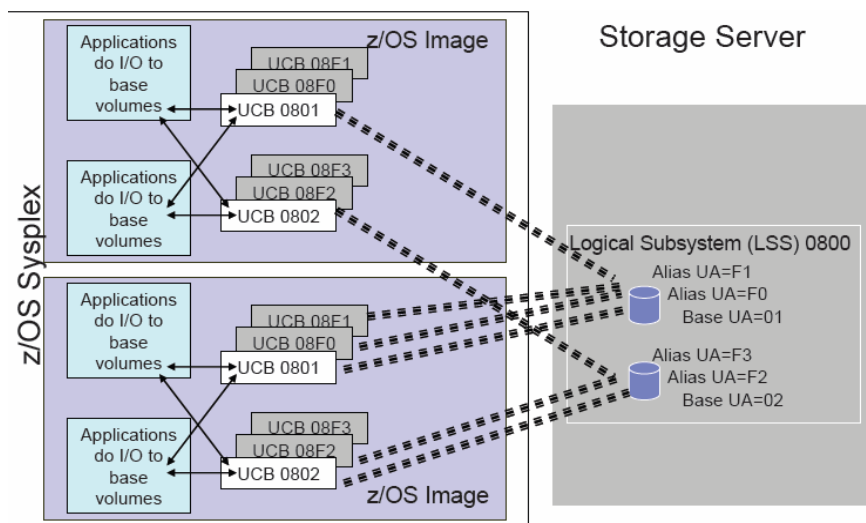 z/OS Sysplex
z/OS Image
Applications
do I/O to
base
volumes
UCB 08F1
UCB 08F0
UCB 0801
Applications
do I/O to
base
volumes
UCB 08F3
UCB 08F2
UCB 0802
Applications
do I/O to
base
volumes
UCB 08F1
UCB 08F0
UCB 0801
Applications
do I/O to
base
volumes
UCB 08F3
UCB 08F2
UCB 0802
z/OS Image
Storage Server
Logical Subsystem (LSS) 0800
Alias UA=F1
Alias UA=F0
Base UA=01
Alias UA=F3
Alias UA=F2
Base UA=02